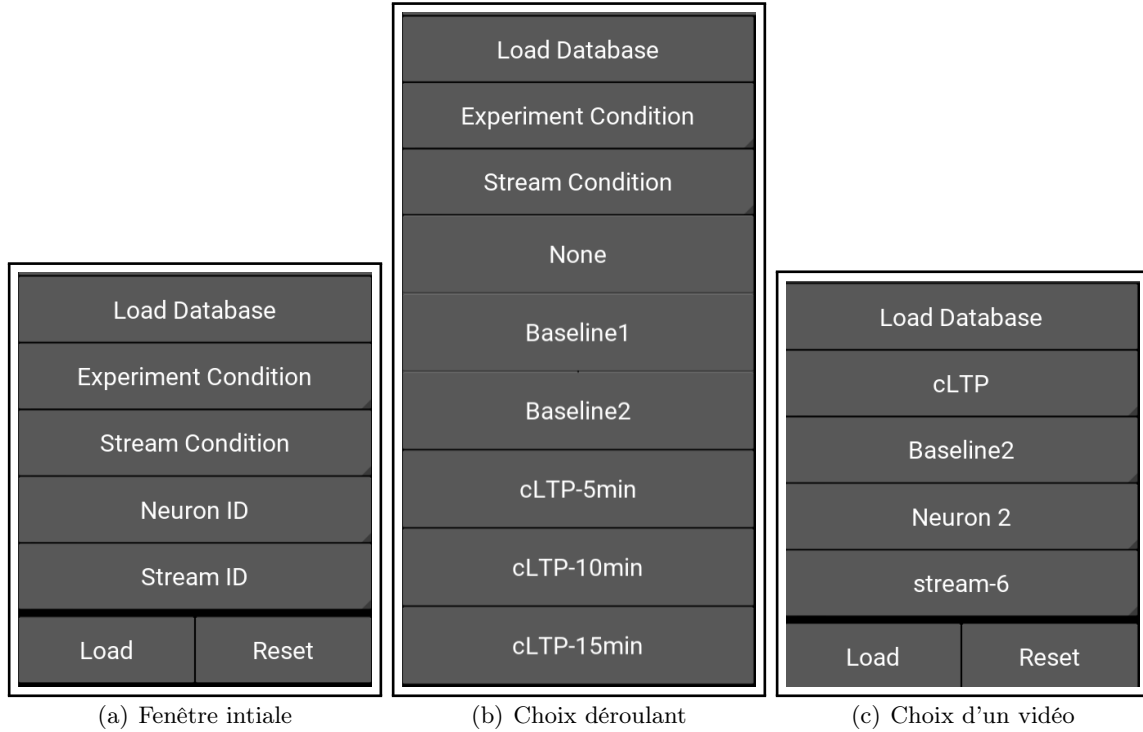 Load Database
Experiment Condition
Stream Condition
Neuron ID
Stream ID
Load Reset
(a) Fenêtre intiale
Load Database
Experiment Condition
Stream Condition
None
Baseline1
Baseline2
cLTP-5min
cLTP-10min
cLTP-15min
(b) Choix déroulant
Load Database
cLTP
Baseline2
Neuron 2
stream-6
Load Reset
(c) Choix d'un vidéo